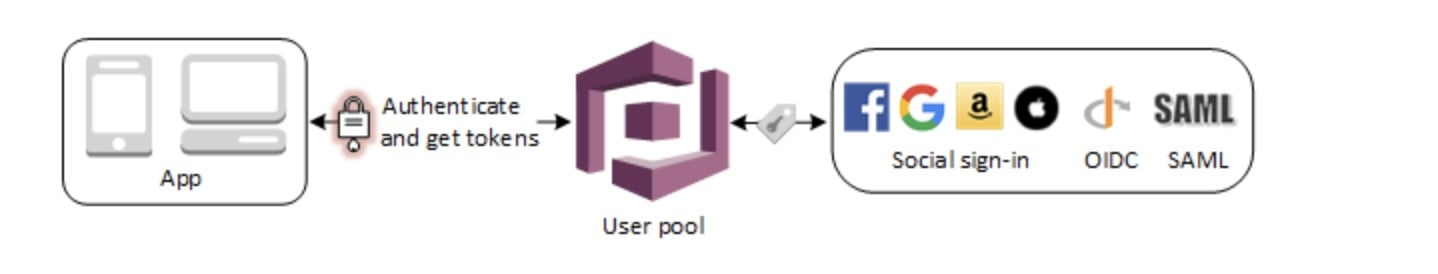 Authenticate
and get tokens
App
User pool
f
G
a
SAML
Social sign-in
OIDC
SAML